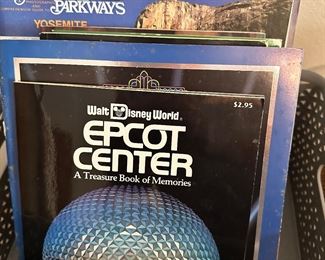 PARKWAYS
YOSEMITE
Walt Disney World®
$2.95
EPCOT
CENTER
A Treasure Book of Memories